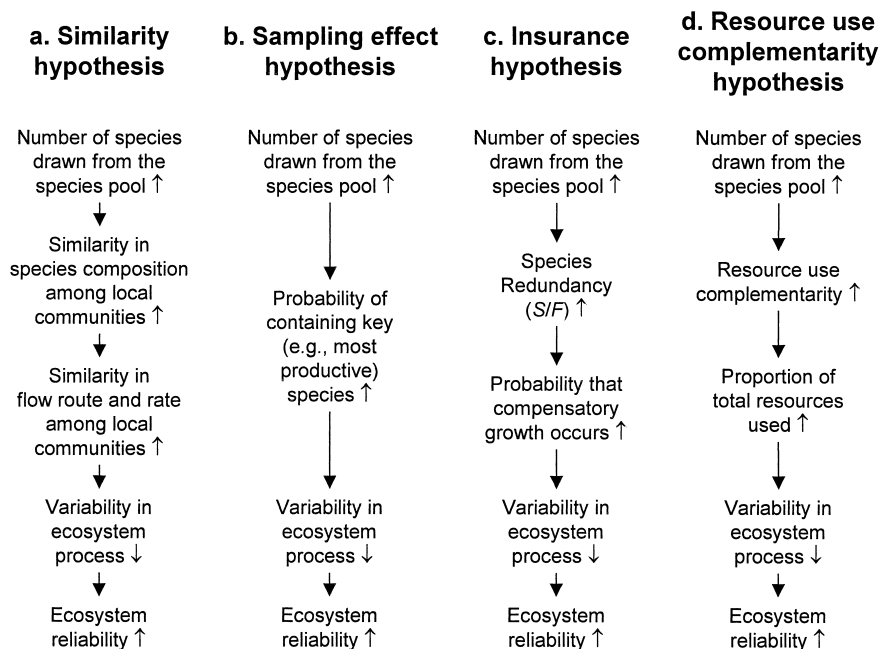 a. Similarity
hypothesis
Number of species
drawn from the
species pool ↑
Similarity in
species composition
among local
communities ↑
Similarity in
flow route and rate
among local
communities ↑
Variability in
ecosystem
process ↓
Ecosystem
reliability ↑
b. Sampling effect
hypothesis
Number of species
drawn from the
species pool ↑
Probability of
containing key
(e.g., most
productive)
species ↑
Variability in
ecosystem
process ↓
Ecosystem
reliability ↑
c. Insurance
hypothesis
Number of species
drawn from the
species pool ↑
Species
Redundancy
(S/F) ↑
Probability that
compensatory
growth occurs ↑
Variability in
ecosystem
process ↓
Ecosystem
reliability ↑
d. Resource use
complementarity
hypothesis
Number of species
drawn from the
species pool ↑
Resource use
complementarity ↑
Proportion of
total resources
used ↑
Variability in
ecosystem
process ↓
Ecosystem
reliability ↑